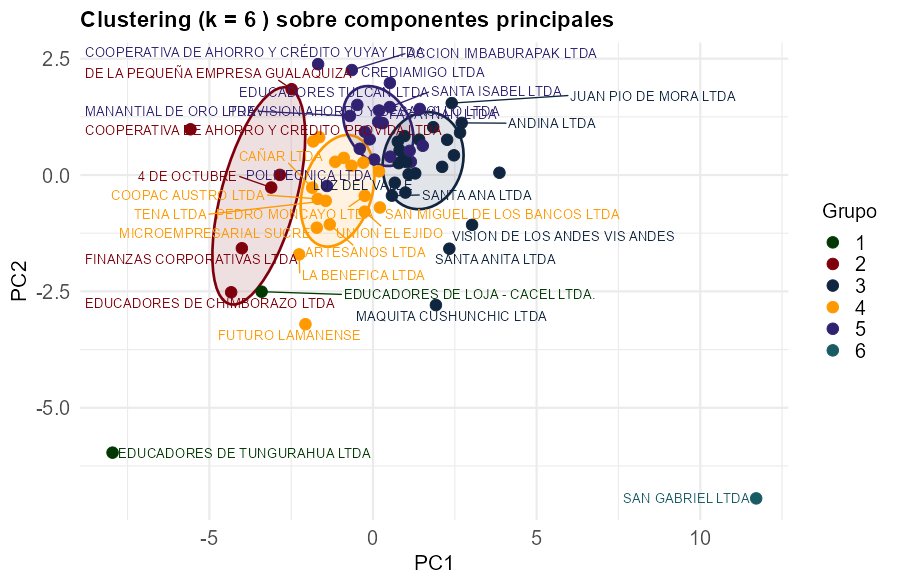 Clustering (k = 6 ) sobre componentes principales
COOPERATIVA DE AHORRO Y CRÉDITO YUYAY LTDA
ACCION IMBABURAPAK LTDA
DE LA PEQUEÑA EMPRESA GUALAQUIZA
CREDIAMIGO LTDA
EDUCADORES TULCAN LTDA
SANTA ISABEL LTDA
JUAN PIO DE MORA LTDA
MANANTIAL DE ORO LTDA
PREVISION AHORRO Y
LTDA
ANDINA LTDA
COOPERATIVA DE AHORRO Y CRÉDITO PROVIDA LTDA
CAÑAR LTDA
4 DE OCTUBRE
POLITECNICA LTDA
LUZ DEL VALLE
COOPAC AUSTRO LTDA
SANTA ANA LTDA
TENA LTDA
PEDRO MONCAYO LTDA
SAN MIGUEL DE LOS BANCOS LTDA
MICROEMPRESARIAL SUCRE
UNION EL EJIDO
VISION DE LOS ANDES VIS ANDES
FINANZAS CORPORATIVAS LTDA
ARTESANOS LTDA
SANTA ANITA LTDA
LA BENEFICA LTDA
EDUCADORES DE CHIMBORAZO LTDA
EDUCADORES DE LOJA - CACEL LTDA.
MAQUITA CUSHUNCHIC LTDA
FUTURO LAMANENSE
EDUCADORES DE TUNGURAHUA LTDA
SAN GABRIEL LTDA
2.5
0.0
-2.5
-5.0
PC2
-5
0
5
10
PC1
Grupo
1
2
3
4
5
6